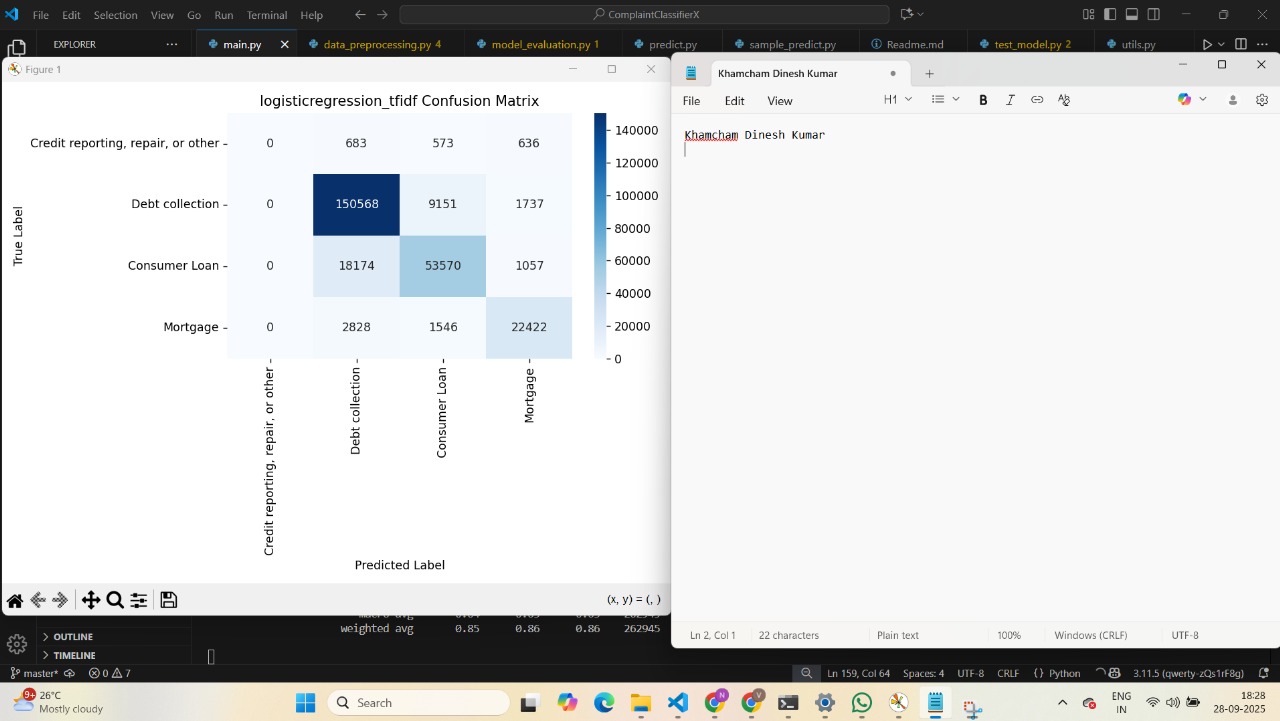 File Edit Selection View Go Run Terminal Help
ComplaintClassifierX
EXPLORER
main.py
data_preprocessing.py 4
model_evaluation.py 1
predict.py
sample_predict.py
Readme.md
test_model.py 2
utils.py
Figure 1
logisticregression_tfidf Confusion Matrix
True Label
Credit reporting, repair, or other 0 683 573 636
Debt collection 0 150568 9151 1737
Consumer Loan 0 18174 53570 1057
Mortgage 0 2828 1546 22422
140000
120000
100000
80000
60000
40000
20000
0
Credit reporting, repair, or other
Debt collection
Consumer Loan
Mortgage
Predicted Label
(x, y) = (, )
Khamcham Dinesh Kumar
File Edit View
H1
B I
Khamcham Dinesh Kumar
Ln 2, Col 1 22 characters Plain text 100% Windows (CRLF) UTF-8
weighted avg 0.85 0.86 0.86 262945
OUTLINE
TIMELINE
master* 0 7
Ln 159, Col 64 Spaces: 4 UTF-8 CRLF Python 3.11.5 (qwerty-zQs1rF8g)
9+
26°C
Mostly cloudy
Search
N
V
ENG
IN
18:28
28-09-2025